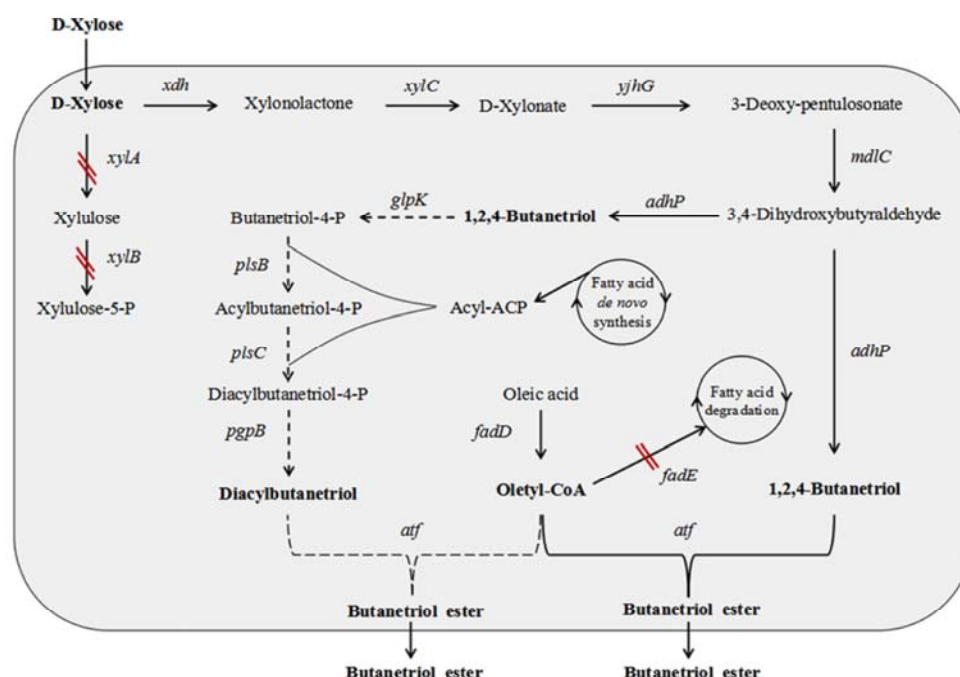 D-Xylose
xdh
xylC
yjhG
D-Xylose
Xylonolactone
D-Xylonate
3-Deoxy-pentulosonate
xylA
mdlC
Xylulose
Butanetriol-4-P
glpK
1,2,4-Butanetriol
adhP
3,4-Dihydroxybutyraldehyde
xylB
plsB
Xylulose-5-P
Acylbutanetriol-4-P
Acyl-ACP
Fatty acid
de novo
synthesis
plsC
adhP
Diacylbutanetriol-4-P
Oleic acid
Fatty acid
degradation
pgpB
fadD
fadE
Diacylbutanetriol
Oletyl-CoA
1,2,4-Butanetriol
atf
atf
Butanetriol ester
Butanetriol ester
Butanetriol ester
Butanetriol ester